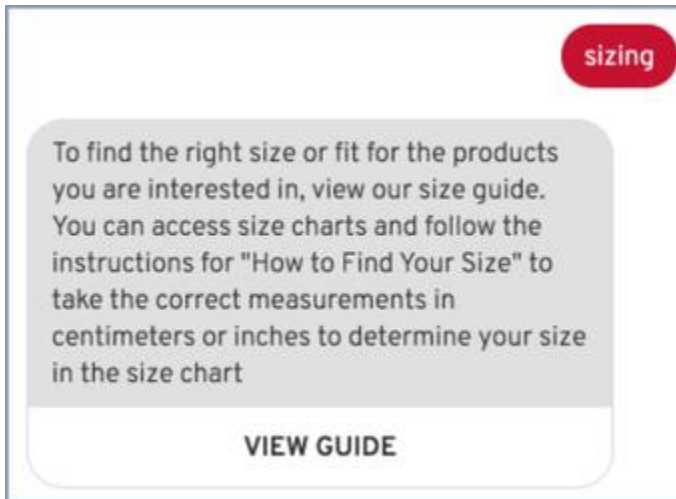 sizing
To find the right size or fit for the products
you are interested in, view our size guide.
You can access size charts and follow the
instructions for "How to Find Your Size" to
take the correct measurements in
centimeters or inches to determine your size
in the size chart
VIEW GUIDE